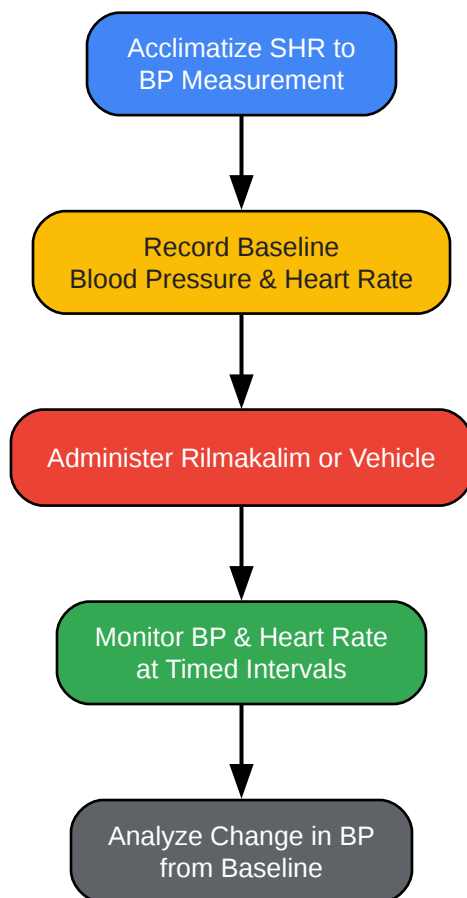 Acclimatize SHR to
BP Measurement
Record Baseline
Blood Pressure & Heart Rate
Administer Rilmakalim or Vehicle
Monitor BP & Heart Rate
at Timed Intervals
Analyze Change in BP
from Baseline